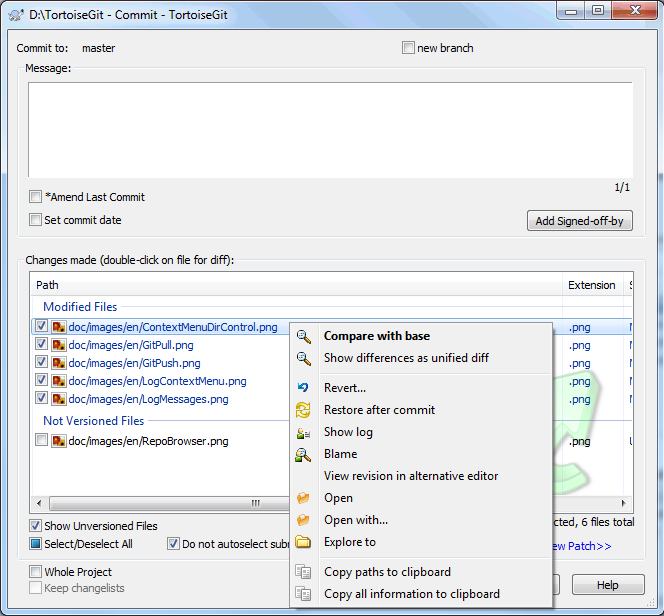 D:\TortoiseGit - Commit - TortoiseGit
Commit to: master
new branch
Message:
1/1
*Amend Last Commit
Set commit date
Add Signed-off-by
Changes made (double-click on file for diff):
Path Extension
Modified Files
doc/images/en/ContextMenuDirControl.png .png
doc/images/en/GitPull.png .png
doc/images/en/GitPush.png .png
doc/images/en/LogContextMenu.png .png
doc/images/en/LogMessages.png .png
Not Versioned Files
doc/images/en/RepoBrowser.png .png
Compare with base
Show differences as unified diff
Revert...
Restore after commit
Show log
Blame
View revision in alternative editor
Open
Open with...
Explore to
Copy paths to clipboard
Copy all information to clipboard
Show Unversioned Files
6 files total
Select/Deselect All
Do not autoselect
Patch>>
Whole Project
Keep changelists
Help